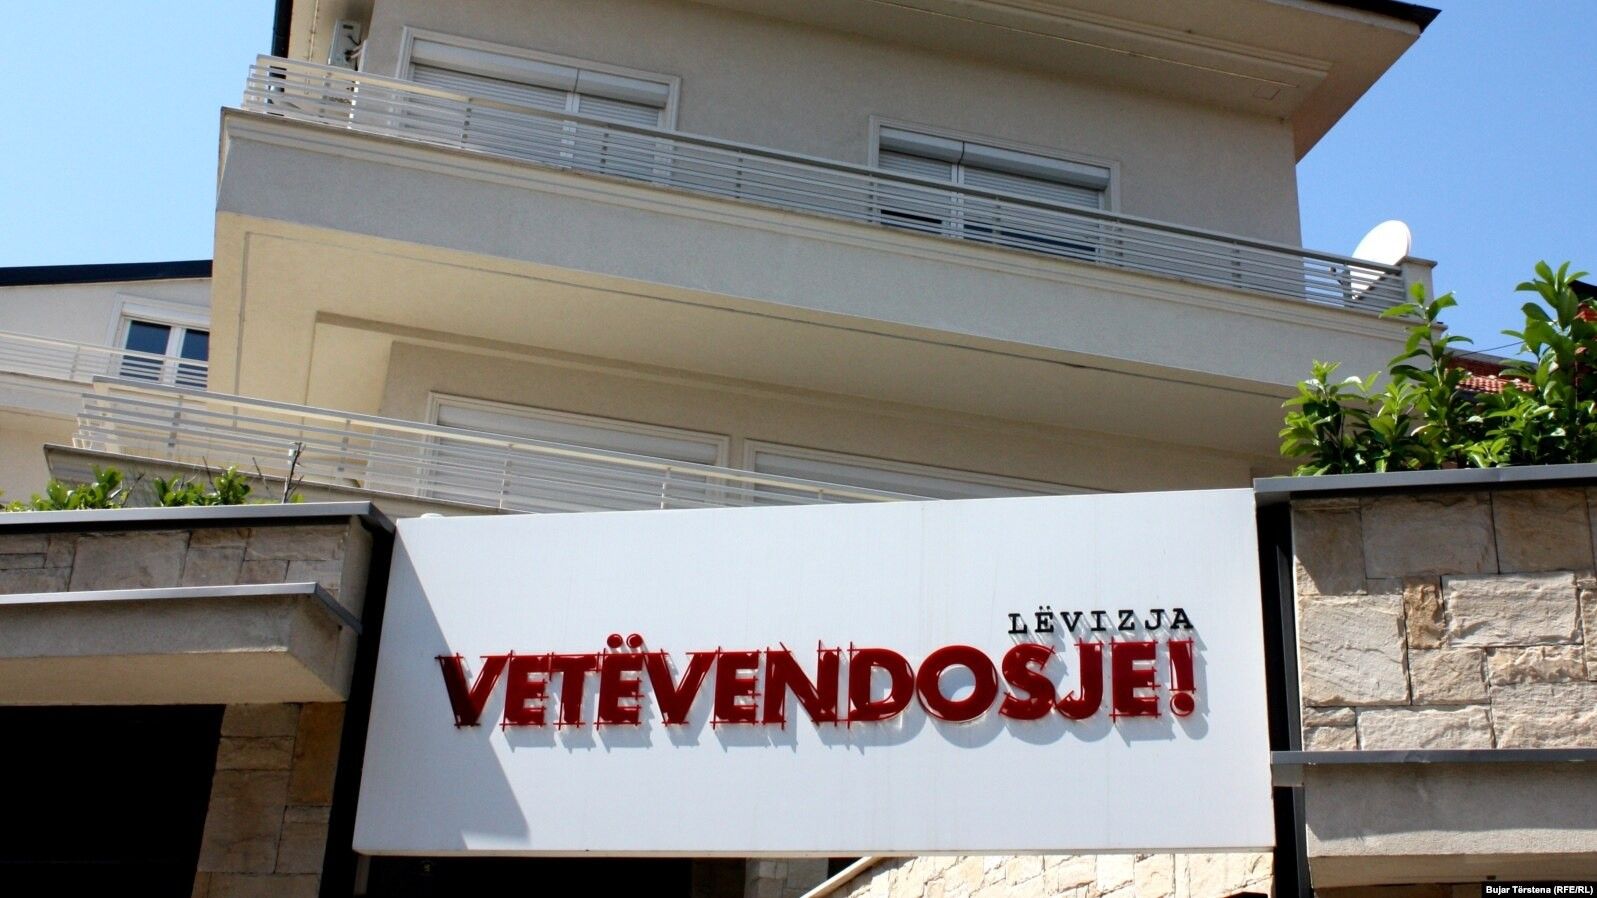 LËVIZJA
VETËVENDOSJE!
Bujar Tërstena (RFE/RL)